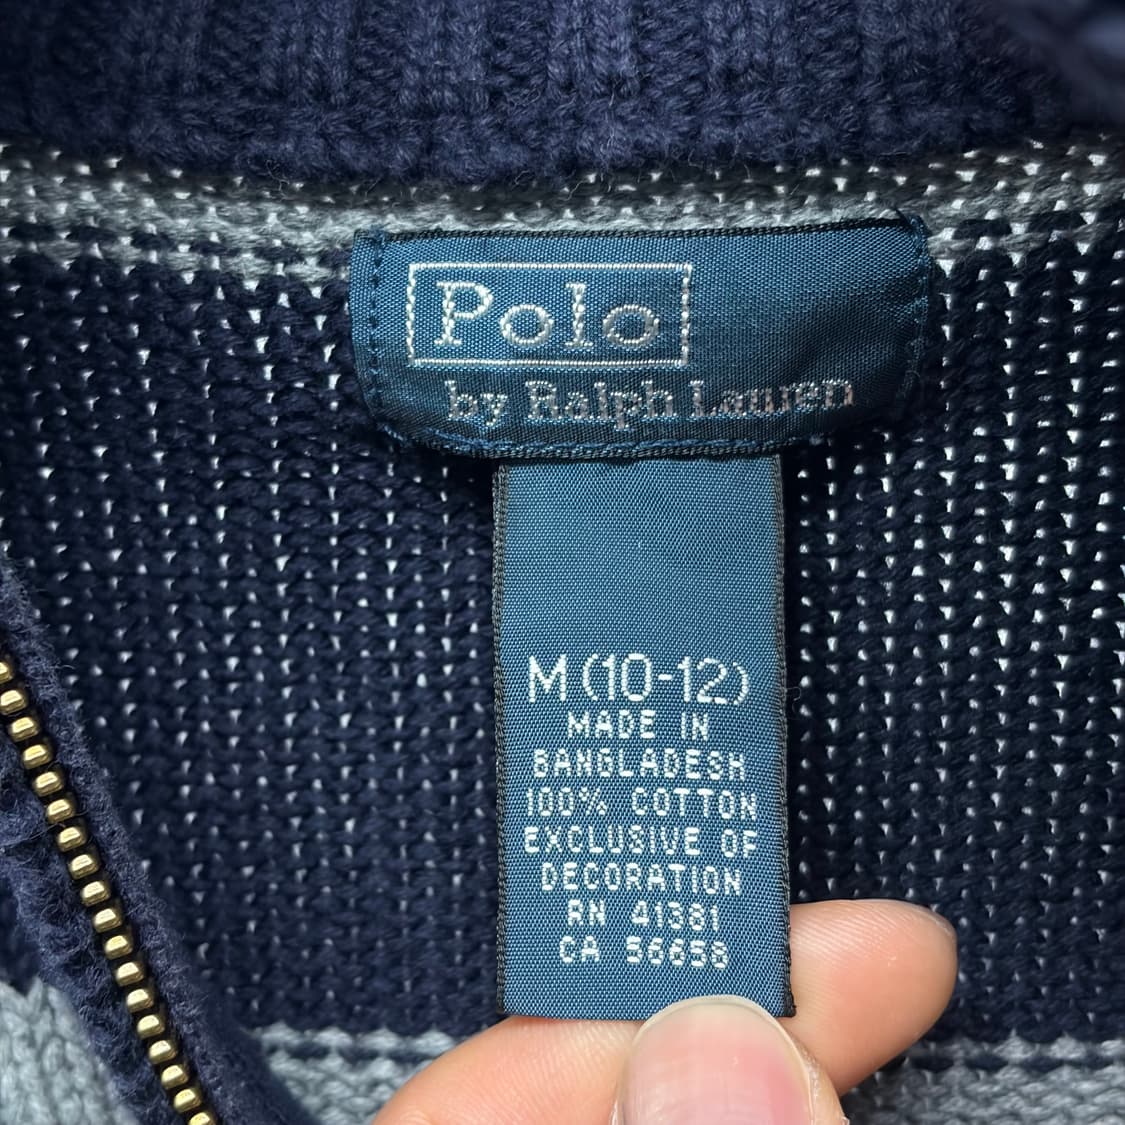 Polo
by Ralph Lauren
M (10-12)
MADE IN
BANGLADESH
100% COTTON
EXCLUSIVE OF
DECORATION
RN 41381
CA 56658